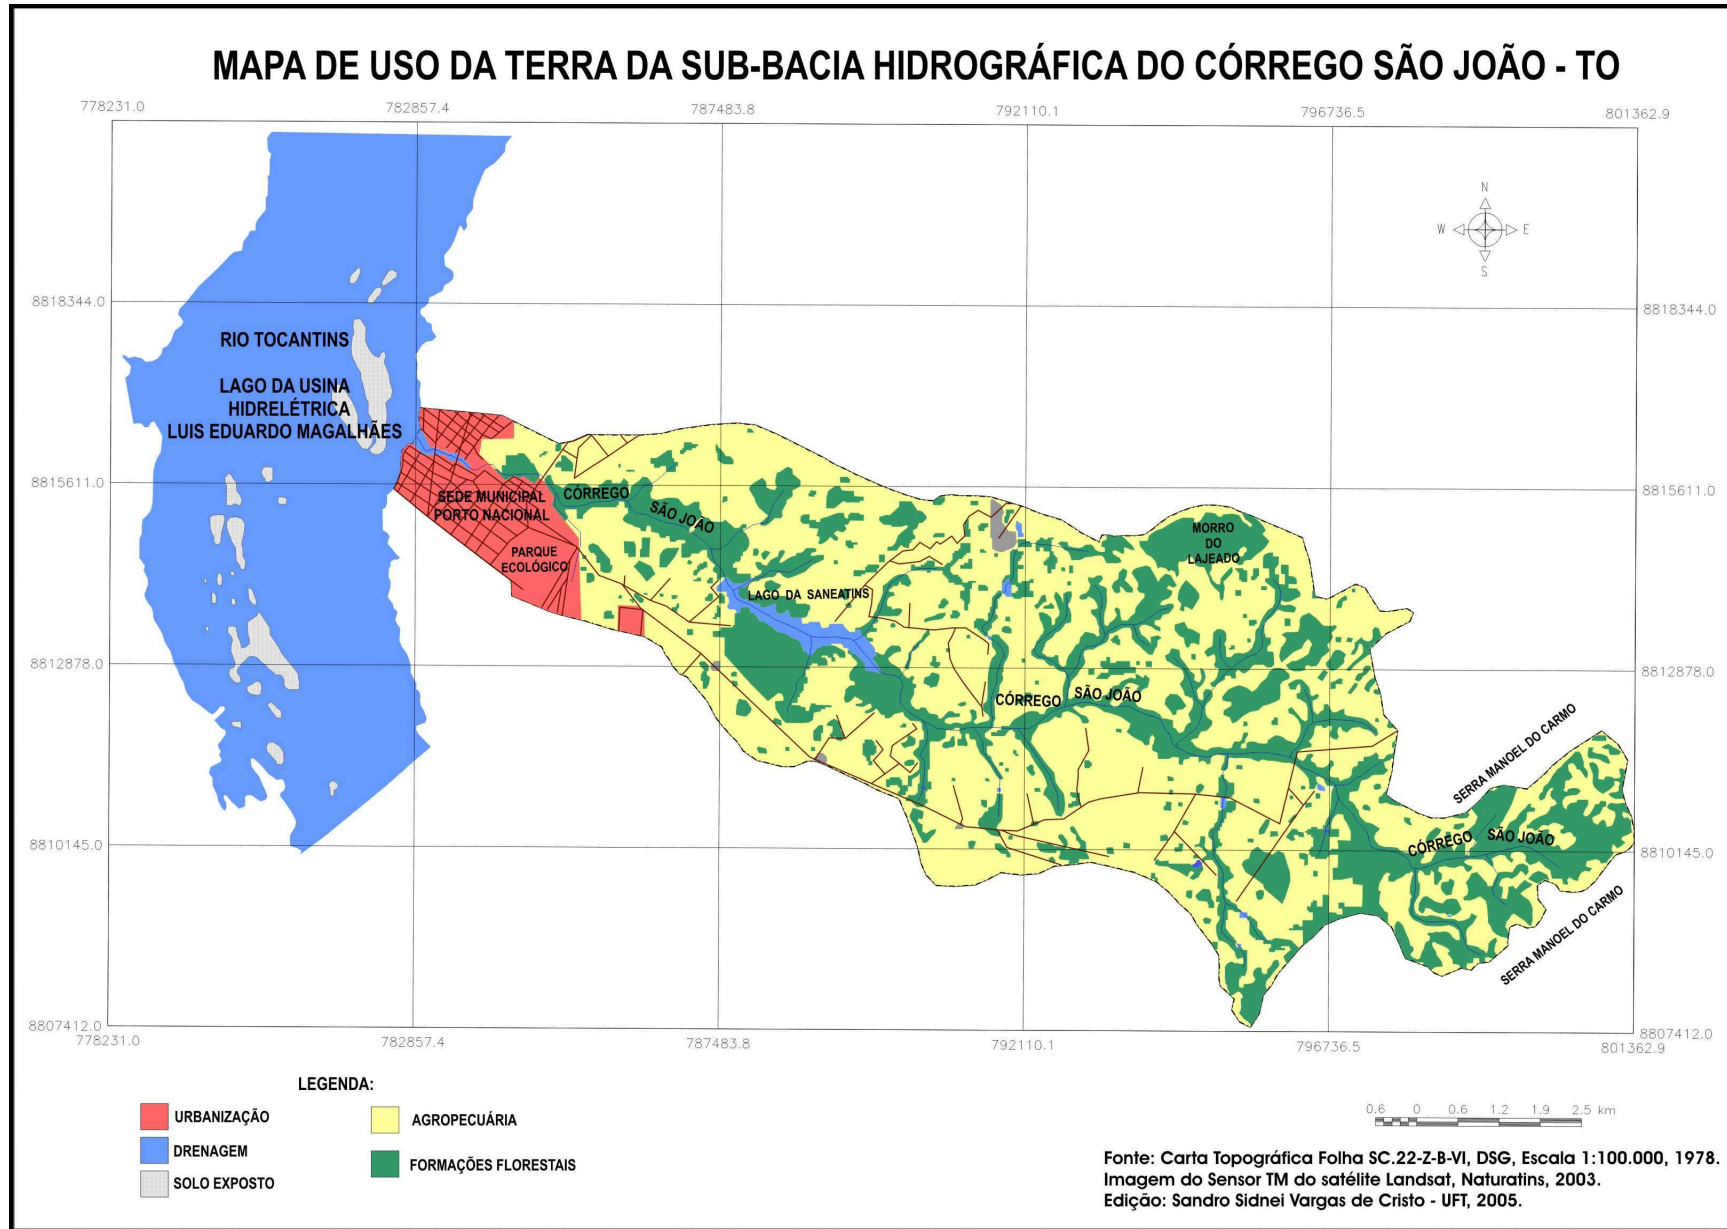 MAPA DE USO DA TERRA DA SUB-BACIA HIDROGRÁFICA DO CÓRREGO SÃO JOÃO - TO
778231.0
782857.4
787483.8
792110.1
796736.5
801362.9
N
W
E
S
8818344.0
8818344.0
RIO TOCANTINS
LAGO DA USINA
HIDRELÉTRICA
LUIS EDUARDO MAGALHÃES
8815611.0
8815611.0
SEDE MUNICIPAL
PORTO NACIONAL
CÓRREGO
SÃO JOÃO
PARQUE
ECOLÓGICO
MORRO
DO
LAJEADO
LAGO DA SANEATINS
8812878.0
8812878.0
CÓRREGO
SÃO JOÃO
SERRA MANOEL DO CARMO
8810145.0
8810145.0
CÓRREGO
SÃO JOÃO
SERRA MANOEL DO CARMO
8807412.0
8807412.0
778231.0
782857.4
787483.8
792110.1
796736.5
801362.9
LEGENDA:
URBANIZAÇÃO
AGROPECUÁRIA
DRENAGEM
FORMAÇÕES FLORESTAIS
SOLO EXPOSTO
0.6 0 0.6 1.2 1.9 2.5 km
Fonte: Carta Topográfica Folha SC.22-Z-B-VI, DSG, Escala 1:100.000, 1978.
Imagem do Sensor TM do satélite Landsat, Naturatins, 2003.
Edição: Sandro Sidnei Vargas de Cristo - UFT, 2005.